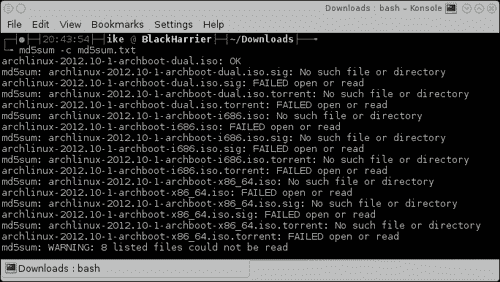 Downloads : bash – Konsole
File Edit View Bookmarks Settings Help
20:43:54 ike @ BlackHarrier ~/Downloads
md5sum -c md5sum.txt
archlinux-2012.10-1-archboot-dual.iso: OK
md5sum: archlinux-2012.10-1-archboot-dual.iso.sig: No such file or directory
archlinux-2012.10-1-archboot-dual.iso.sig: FAILED open or read
md5sum: archlinux-2012.10-1-archboot-dual.iso.torrent: No such file or directory
archlinux-2012.10-1-archboot-dual.iso.torrent: FAILED open or read
md5sum: archlinux-2012.10-1-archboot-i686.iso: No such file or directory
archlinux-2012.10-1-archboot-i686.iso: FAILED open or read
md5sum: archlinux-2012.10-1-archboot-i686.iso.sig: No such file or directory
archlinux-2012.10-1-archboot-i686.iso.sig: FAILED open or read
md5sum: archlinux-2012.10-1-archboot-i686.iso.torrent: No such file or directory
archlinux-2012.10-1-archboot-i686.iso.torrent: FAILED open or read
md5sum: archlinux-2012.10-1-archboot-x86_64.iso: No such file or directory
archlinux-2012.10-1-archboot-x86_64.iso: FAILED open or read
md5sum: archlinux-2012.10-1-archboot-x86_64.iso.sig: No such file or directory
archlinux-2012.10-1-archboot-x86_64.iso.sig: FAILED open or read
md5sum: archlinux-2012.10-1-archboot-x86_64.iso.torrent: No such file or directory
archlinux-2012.10-1-archboot-x86_64.iso.torrent: FAILED open or read
md5sum: WARNING: 8 listed files could not be read
Downloads : bash